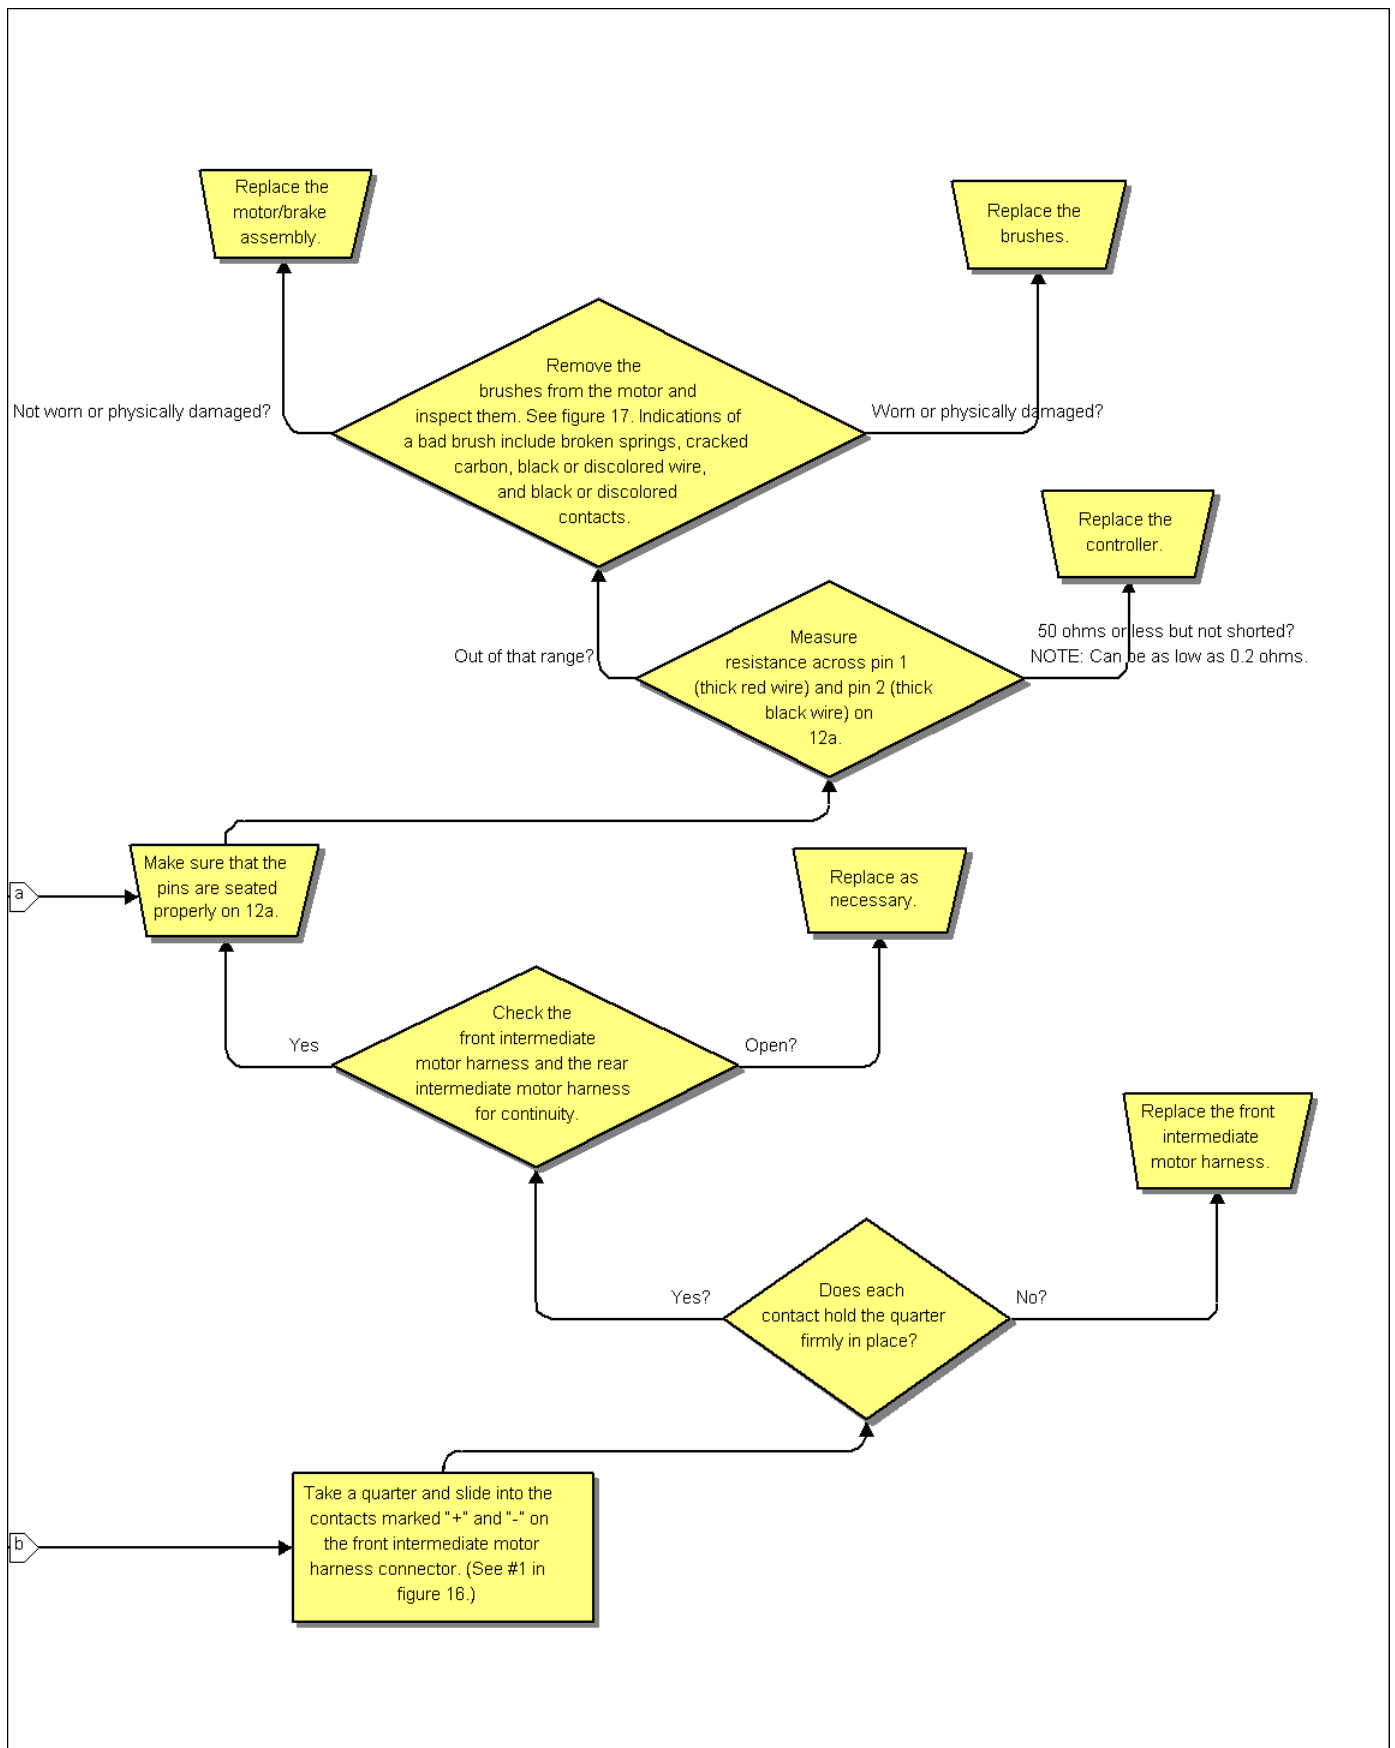 Replace the
motor/brake
assembly.
Replace the
brushes.
Remove the
brushes from the motor and
inspect them. See figure 17. Indications of
a bad brush include broken springs, cracked
carbon, black or discolored wire,
and black or discolored
contacts.
Not worn or physically damaged?
Worn or physically damaged?
Replace the
controller.
Measure
resistance across pin 1
(thick red wire) and pin 2 (thick
black wire) on
12a.
Out of that range?
50 ohms or less but not shorted?
NOTE: Can be as low as 0.2 ohms.
a
Make sure that the
pins are seated
properly on 12a.
Replace as
necessary.
Check the
front intermediate
motor harness and the rear
intermediate motor harness
for continuity.
Yes
Open?
Replace the front
intermediate
motor harness.
Does each
contact hold the quarter
firmly in place?
Yes?
No?
b
Take a quarter and slide into the
contacts marked "+" and "-" on
the front intermediate motor
harness connector. (See #1 in
figure 16.)